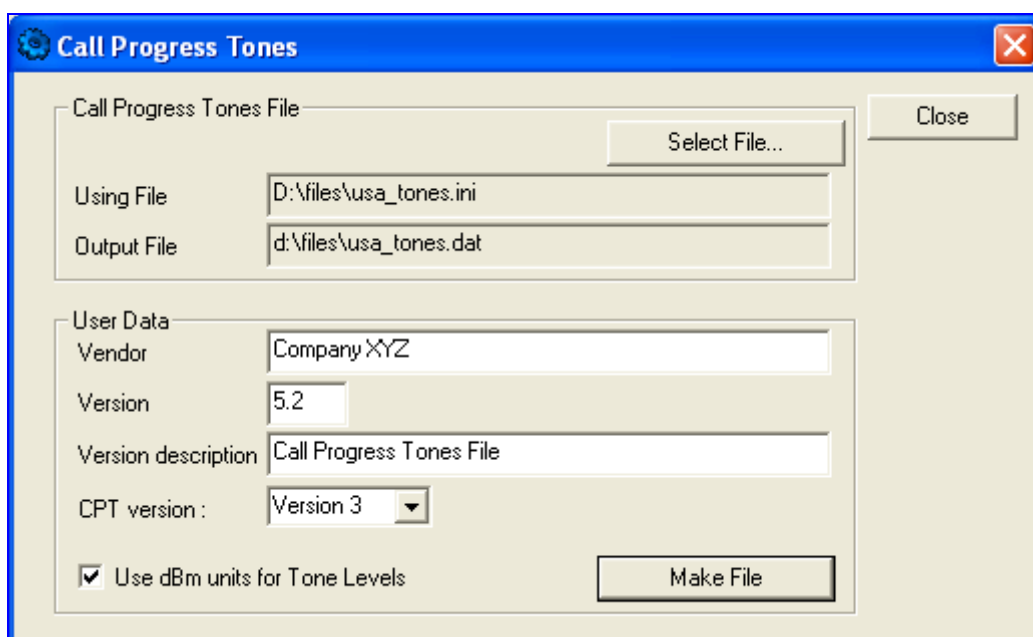 Call Progress Tones
Call Progress Tones File
Close
Select File...
Using File D:\files\usa_tones.ini
Output File d:\files\usa_tones.dat
User Data
Vendor Company XYZ
Version 5.2
Version description Call Progress Tones File
CPT version : Version 3
Use dBm units for Tone Levels Make File